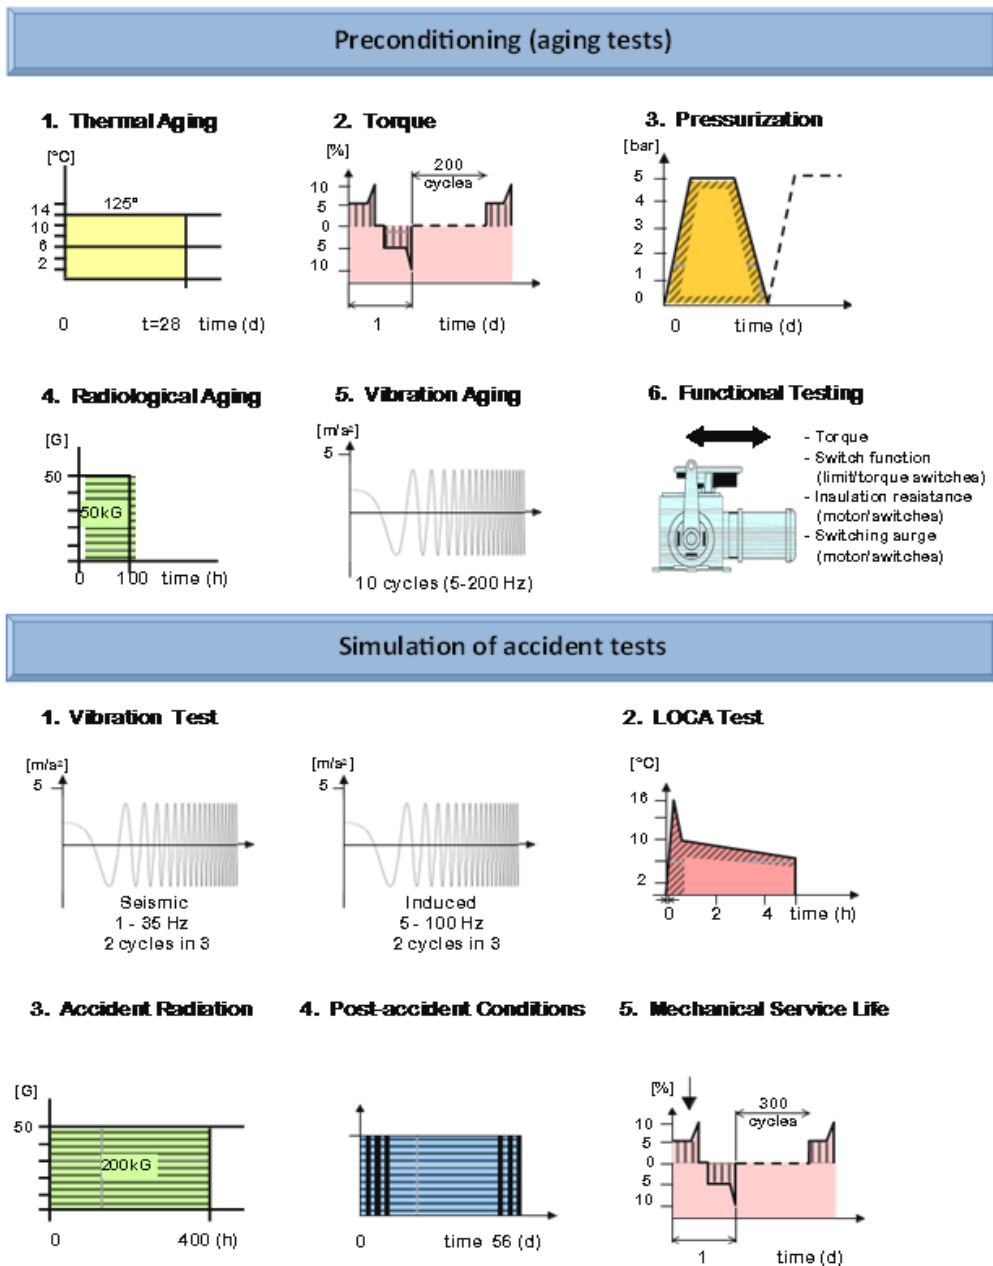 Preconditioning (aging tests)
1. Thermal Aging
[°C]
14
10
6
2
125°
0 t=28 time (d)
2. Torque
[%]
10
5
0
5
10
200
cycles
1 time (d)
3. Pressurization
[bar]
5
4
3
2
1
0
0 time (d)
4. Radiological Aging
[G]
50
50kG
0 100 time (h)
5. Vibration Aging
[m/s²]
5
10 cycles (5-200 Hz)
6. Functional Testing
- Torque
- Switch function
(limit/torque switches)
- Insulation resistance
(motor/switches)
- Switching surge
(motor/switches)
Simulation of accident tests
1. Vibration Test
[m/s²]
5
Seismic
1 - 35 Hz
2 cycles in 3
[m/s²]
5
Induced
5 - 100 Hz
2 cycles in 3
2. LOCA Test
[°C]
16
10
2
0 2 4 time (h)
3. Accident Radiation
[G]
50
200kG
0 400 (h)
4. Post-accident Conditions
0 time 56 (d)
5. Mechanical Service Life
[%]
10
5
0
5
10
300
cycles
1 time (d)